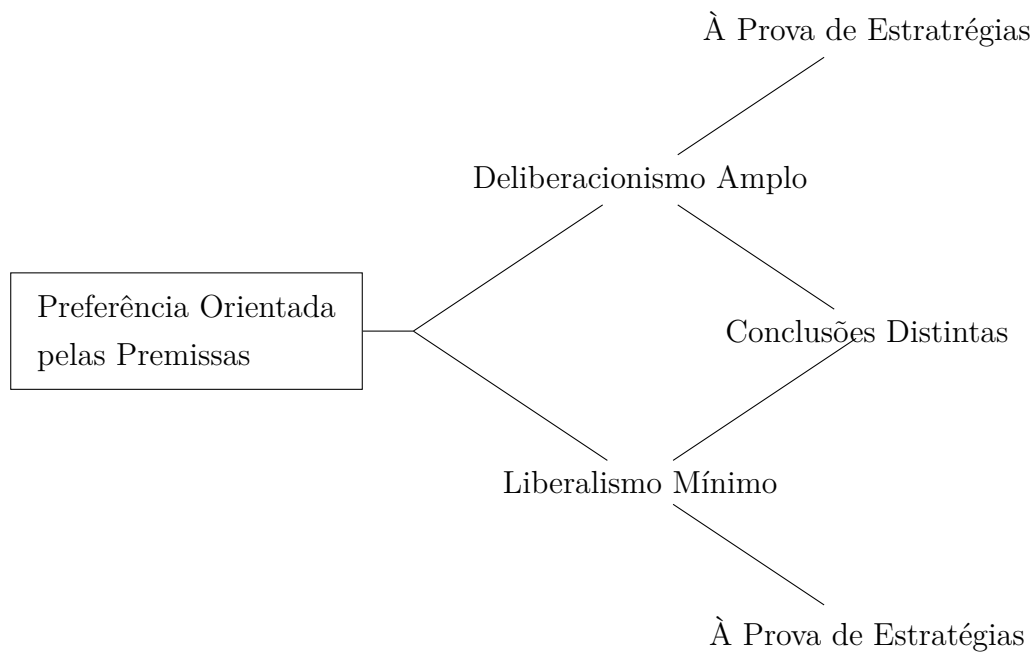 À Prova de Estratrégias
Deliberacionismo Amplo
Preferência Orientada
pelas Premissas
Conclusões Distintas
Liberalismo Mínimo
À Prova de Estratégias